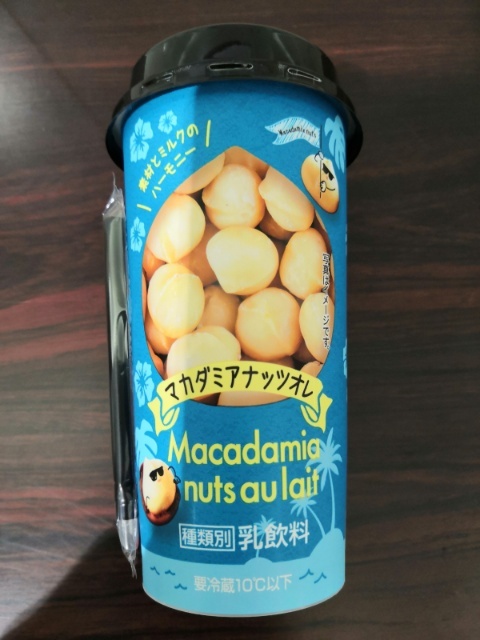 素材とミルクの
ハーモニー
Macadamia nuts
写真はイメージです
マカダミアナッツオレ
Macadamia
nuts au lait
種類別 乳飲料
要冷蔵10℃以下